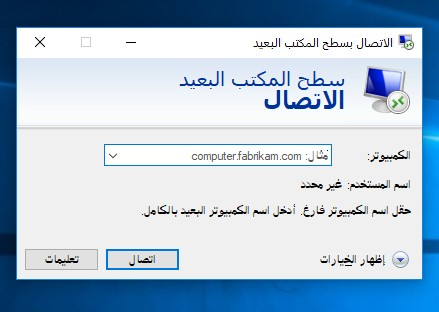 الاتصال بسطح المكتب البعيد
سطح المكتب البعيد
الاتصال
الكمبيوتر:
مثال: computer.fabrikam.com
اسم المستخدم: غير محدد
حقل اسم الكمبيوتر فارغ. أدخل اسم الكمبيوتر البعيد بالكامل.
إظهار الخيارات
اتصال
تعليمات